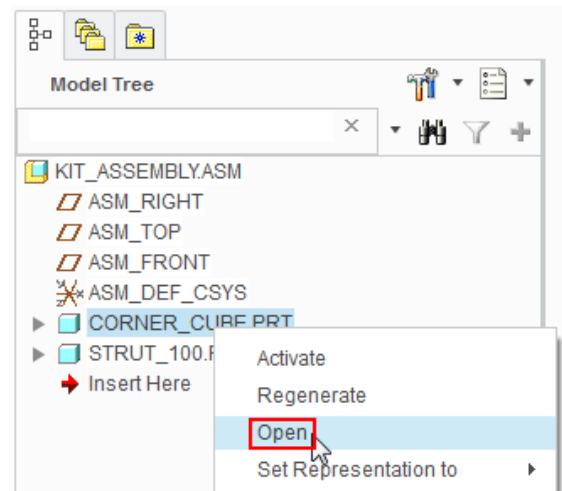 Model Tree
KIT_ASSEMBLY.ASM
ASM_RIGHT
ASM_TOP
ASM_FRONT
ASM_DEF_CSYS
CORNER_CUBE.PRT
STRUT_100.
Insert Here
Activate
Regenerate
Open
Set Representation to